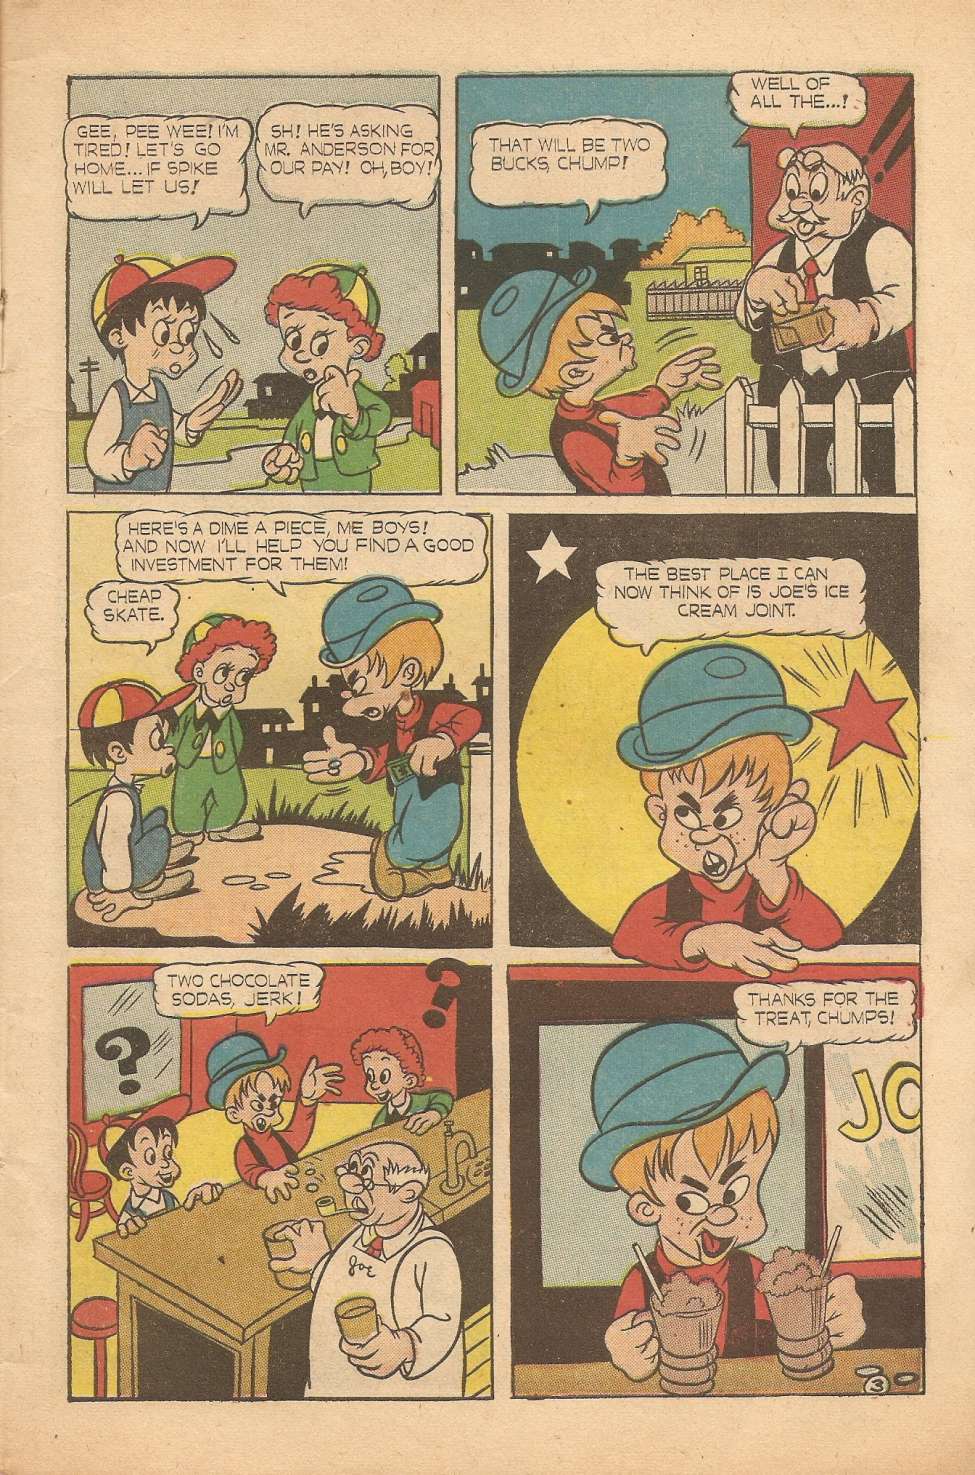 GEE, PEE WEE! I'M
TIRED! LET'S GO
HOME... IF SPIKE
WILL LET US!
SH! HE'S ASKING
MR. ANDERSON FOR
OUR PAY! OH, BOY!
THAT WILL BE TWO
BUCKS, CHUMP!
WELL OF
ALL THE...!
!!
HERE'S A DIME A PIECE, ME BOYS!
AND NOW I'LL HELP YOU FIND A GOOD
INVESTMENT FOR THEM!
CHEAP
SKATE.
THE BEST PLACE I CAN
NOW THINK OF IS JOE'S ICE
CREAM JOINT.
TWO CHOCOLATE
SODAS, JERK!
?
?
Joe
THANKS FOR THE
TREAT, CHUMPS!
JO
3